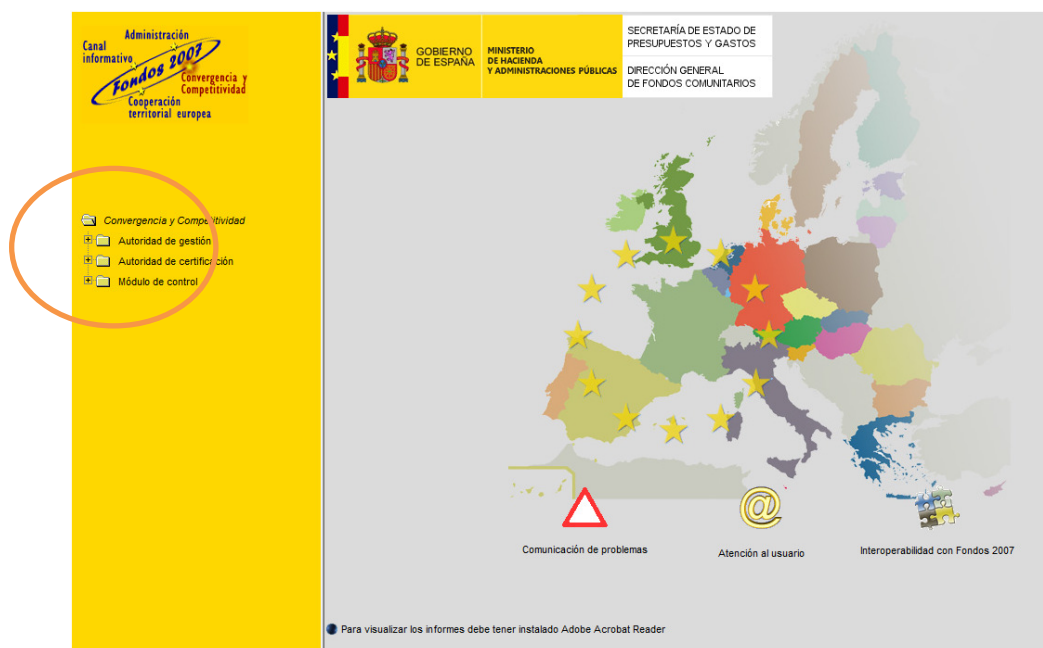 Administración
Canal
informativo
Fondos 2007
Convergencia y
Competitividad
Cooperación
territorial europea
GOBIERNO
DE ESPAÑA
MINISTERIO
DE HACIENDA
Y ADMINISTRACIONES PÚBLICAS
SECRETARÍA DE ESTADO DE
PRESUPUESTOS Y GASTOS
DIRECCIÓN GENERAL
DE FONDOS COMUNITARIOS
Convergencia y Competitividad
Autoridad de gestión
Autoridad de certificación
Módulo de control
@
Comunicación de problemas
Atención al usuario
Interoperabilidad con Fondos 2007
Para visualizar los informes debe tener instalado Adobe Acrobat Reader